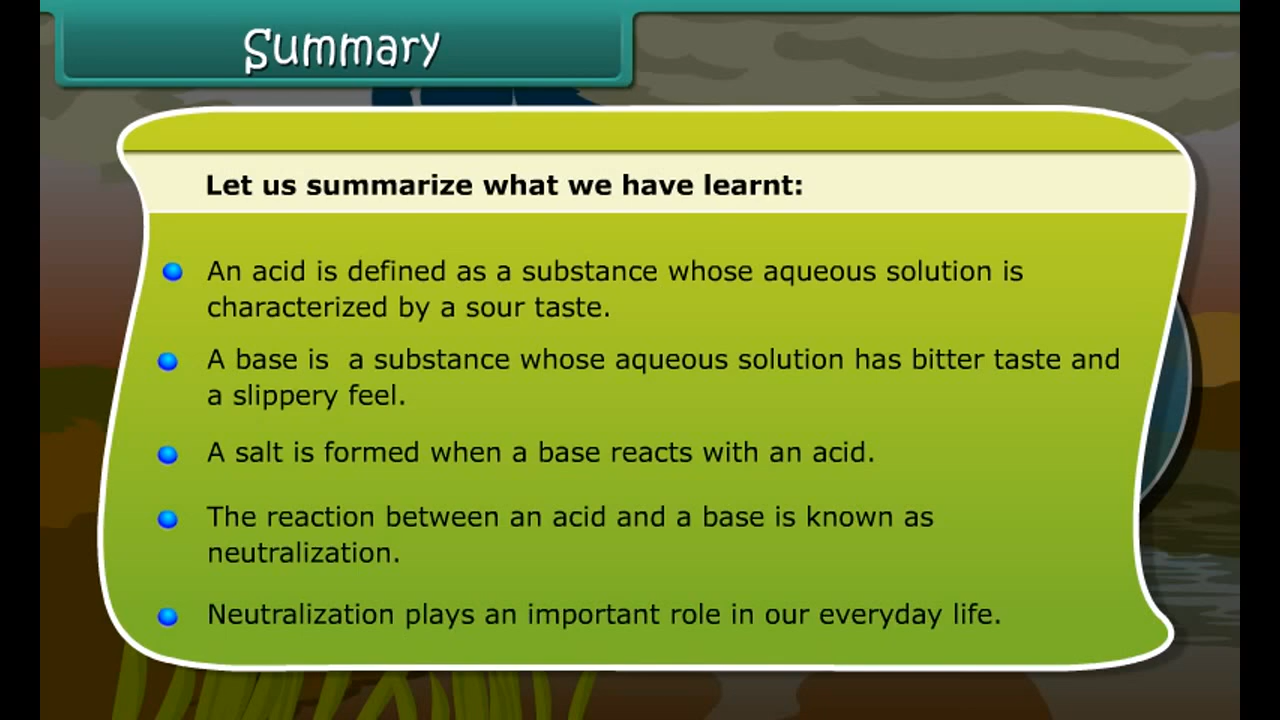 Summary
Let us summarize what we have learnt:
An acid is defined as a substance whose aqueous solution is
characterized by a sour taste.
A base is  a substance whose aqueous solution has bitter taste and
a slippery feel.
A salt is formed when a base reacts with an acid.
The reaction between an acid and a base is known as
neutralization.
Neutralization plays an important role in our everyday life.